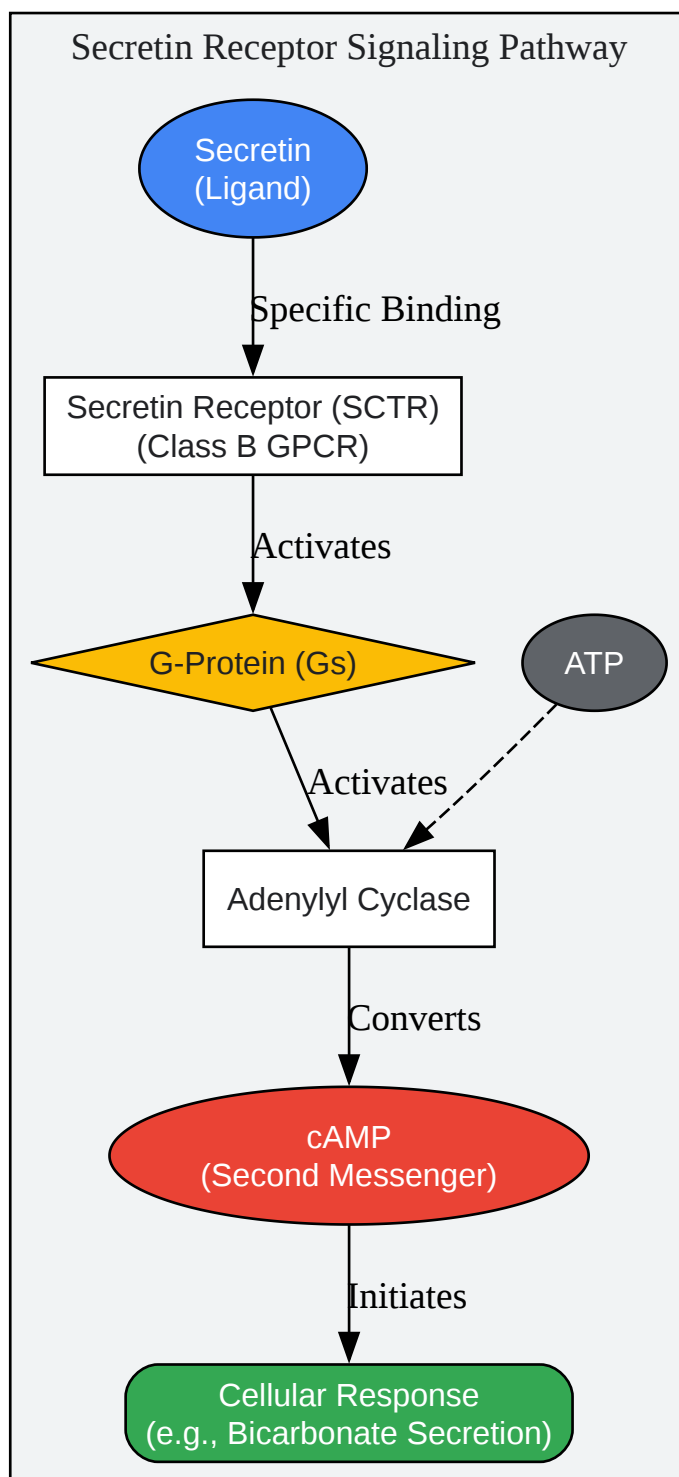 Secretin Receptor Signaling Pathway
Secretin
(Ligand)
Specific Binding
Secretin Receptor (SCTR)
(Class B GPCR)
Activates
G-Protein (Gs)
ATP
Activates
Adenylyl Cyclase
Converts
cAMP
(Second Messenger)
Initiates
Cellular Response
(e.g., Bicarbonate Secretion)